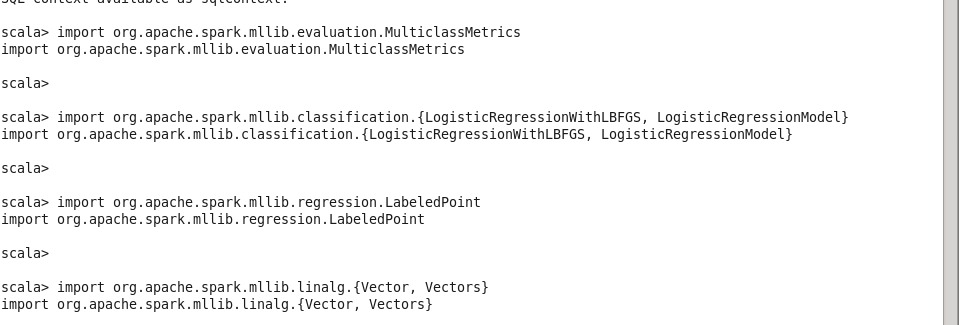 SQL context available as sqlContext.
scala> import org.apache.spark.mllib.evaluation.MulticlassMetrics
import org.apache.spark.mllib.evaluation.MulticlassMetrics
scala>
scala> import org.apache.spark.mllib.classification.{LogisticRegressionWithLBFGS, LogisticRegressionModel}
import org.apache.spark.mllib.classification.{LogisticRegressionWithLBFGS, LogisticRegressionModel}
scala>
scala> import org.apache.spark.mllib.regression.LabeledPoint
import org.apache.spark.mllib.regression.LabeledPoint
scala>
scala> import org.apache.spark.mllib.linalg.{Vector, Vectors}
import org.apache.spark.mllib.linalg.{Vector, Vectors}